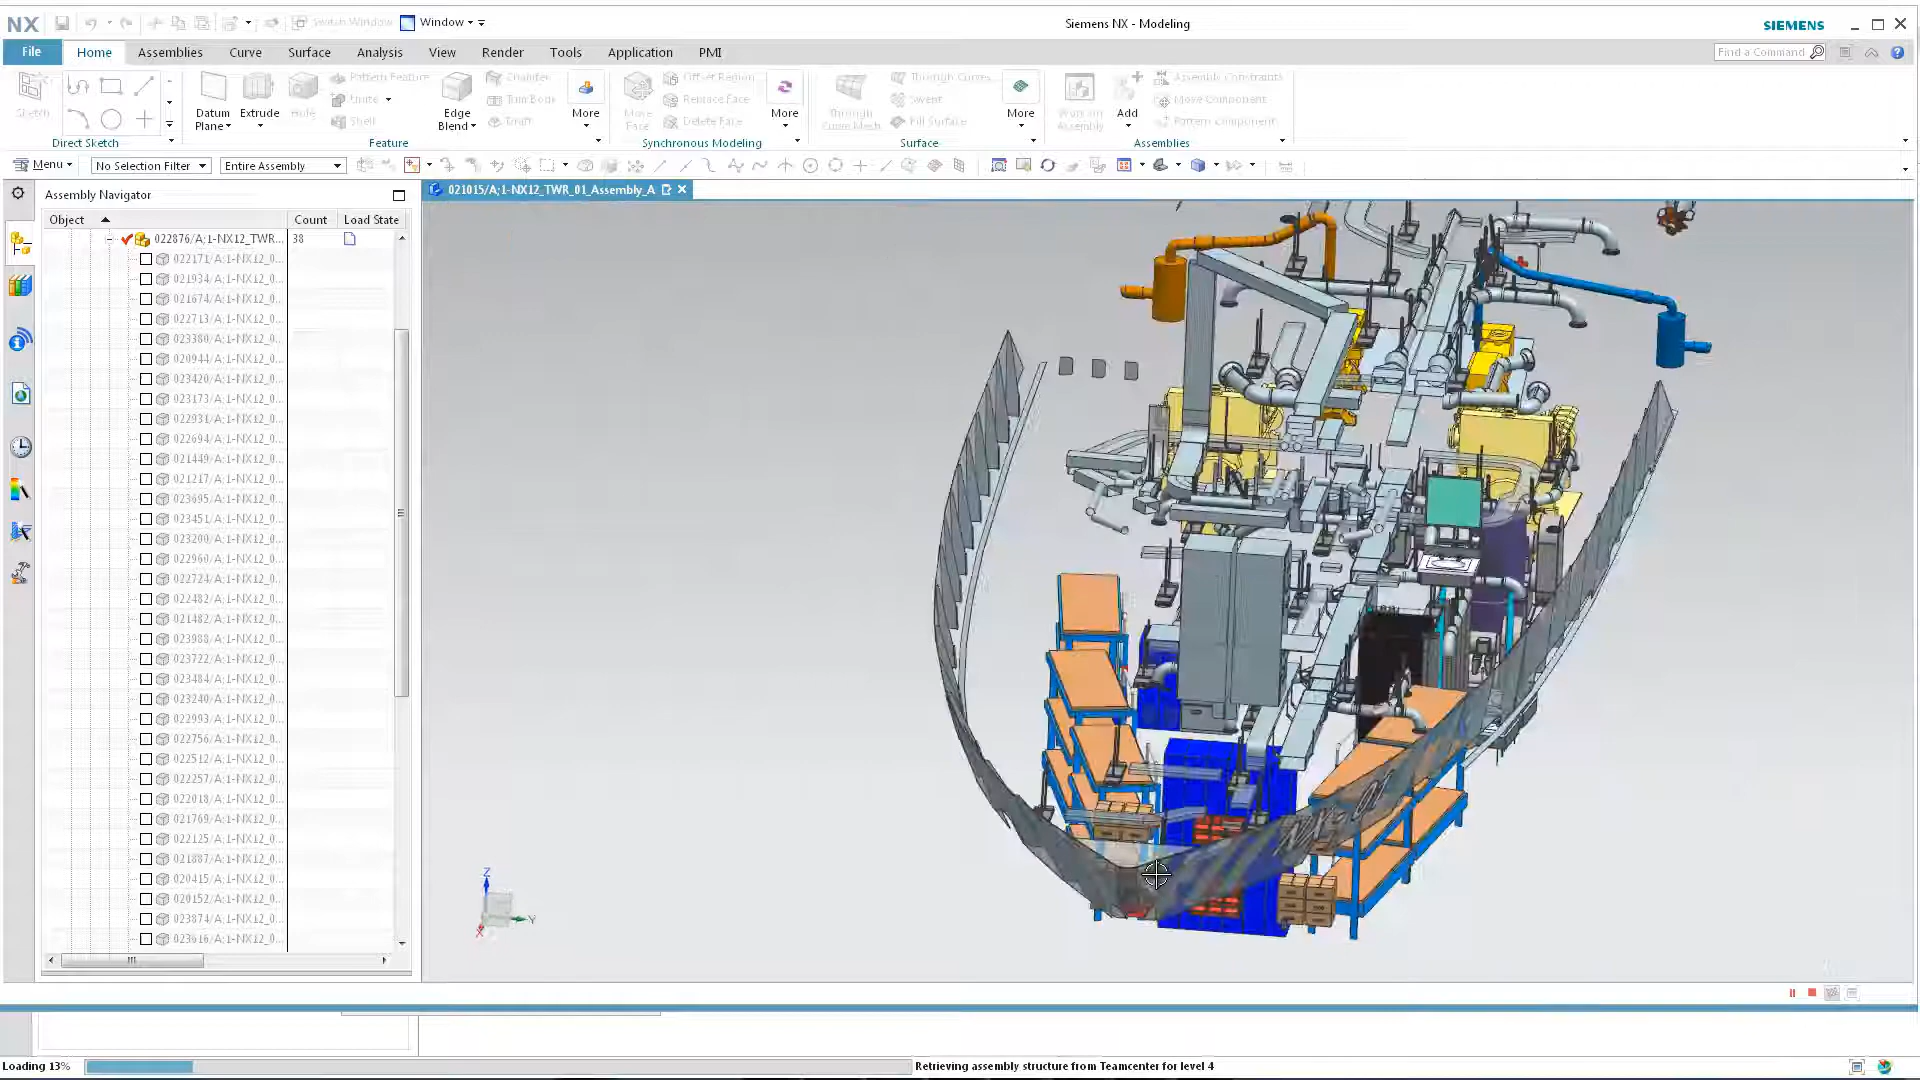 NX
Switch Window
Window
Siemens NX - Modeling
SIEMENS
File
Home
Assemblies
Curve
Surface
Analysis
View
Render
Tools
Application
PMI
Find a Command
Sketch
Direct Sketch
Datum Plane
Extrude
Hole
Pattern Feature
Unite
Shell
Edge Blend
Chamfer
Trim Body
Draft
More
Feature
Move Face
Offset Region
Replace Face
Delete Face
More
Synchronous Modeling
Through Curve Mesh
Through Curves
Swept
Fill Surface
More
Surface
Work on Assembly
Add
Assembly Constraints
Move Component
Pattern Component
Assemblies
Menu
No Selection Filter
Entire Assembly
Assembly Navigator
021015/A;1-NX12_TWR_01_Assembly_A
Object Count Load State
022876/A;1-NX12_TWR... 38
022171/A;1-NX12_0...
021934/A;1-NX12_0...
021674/A;1-NX12_0...
022713/A;1-NX12_0...
023380/A;1-NX12_0...
020944/A;1-NX12_0...
023420/A;1-NX12_0...
023173/A;1-NX12_0...
022931/A;1-NX12_0...
022694/A;1-NX12_0...
021449/A;1-NX12_0...
021217/A;1-NX12_0...
023695/A;1-NX12_0...
023451/A;1-NX12_0...
023200/A;1-NX12_0...
022960/A;1-NX12_0...
022724/A;1-NX12_0...
022482/A;1-NX12_0...
021482/A;1-NX12_0...
023988/A;1-NX12_0...
023722/A;1-NX12_0...
023484/A;1-NX12_0...
023240/A;1-NX12_0...
022993/A;1-NX12_0...
022756/A;1-NX12_0...
022512/A;1-NX12_0...
022257/A;1-NX12_0...
022018/A;1-NX12_0...
021769/A;1-NX12_0...
022125/A;1-NX12_0...
021887/A;1-NX12_0...
020415/A;1-NX12_0...
020152/A;1-NX12_0...
023874/A;1-NX12_0...
023616/A;1-NX12_0...
Z
Y
X
Loading 13%
Retrieving assembly structure from Teamcenter for level 4